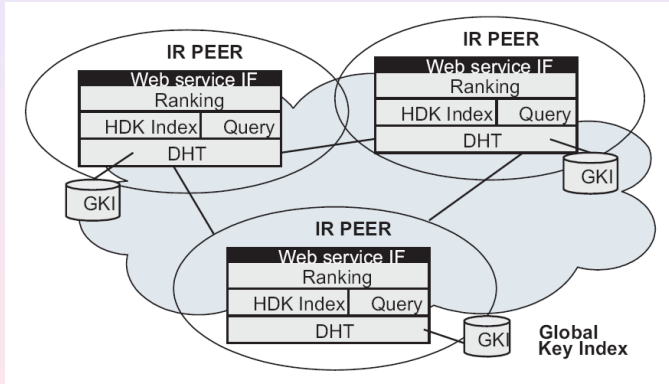 IR PEER
Web service IF
Ranking
HDK Index Query
DHT
GKI
IR PEER
Web service IF
Ranking
HDK Index Query
DHT
GKI
IR PEER
Web service IF
Ranking
HDK Index Query
DHT
GKI
Global
Key Index